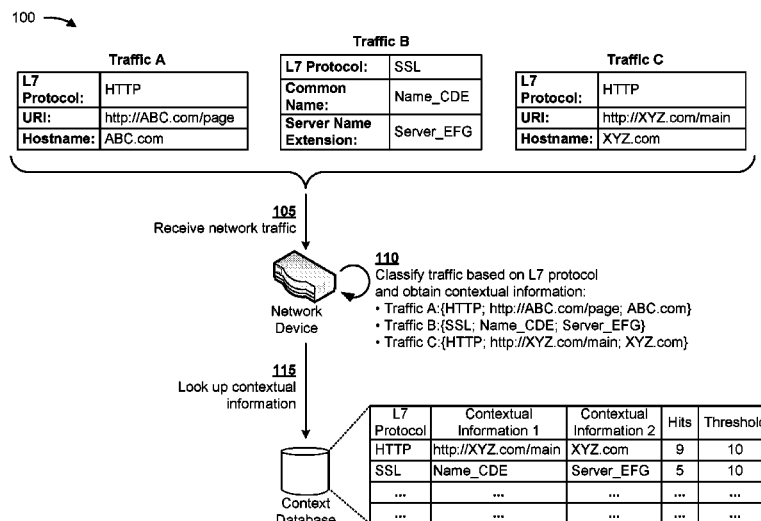 100
Traffic A
L7 Protocol: HTTP
URI: http://ABC.com/page
Hostname: ABC.com
Traffic B
L7 Protocol: SSL
Common Name: Name_CDE
Server Name Extension: Server_EFG
Traffic C
L7 Protocol: HTTP
URI: http://XYZ.com/main
Hostname: XYZ.com
105
Receive network traffic
Network
Device
110
Classify traffic based on L7 protocol
and obtain contextual information:
• Traffic A:{HTTP; http://ABC.com/page; ABC.com}
• Traffic B:{SSL; Name_CDE; Server_EFG}
• Traffic C:{HTTP; http://XYZ.com/main; XYZ.com}
115
Look up contextual
information
Context
Database
L7 Protocol Contextual Information 1 Contextual Information 2 Hits Threshold
HTTP http://XYZ.com/main XYZ.com 9 10
SSL Name_CDE Server_EFG 5 10
... ... ... ... ...
... ... ... ... ...